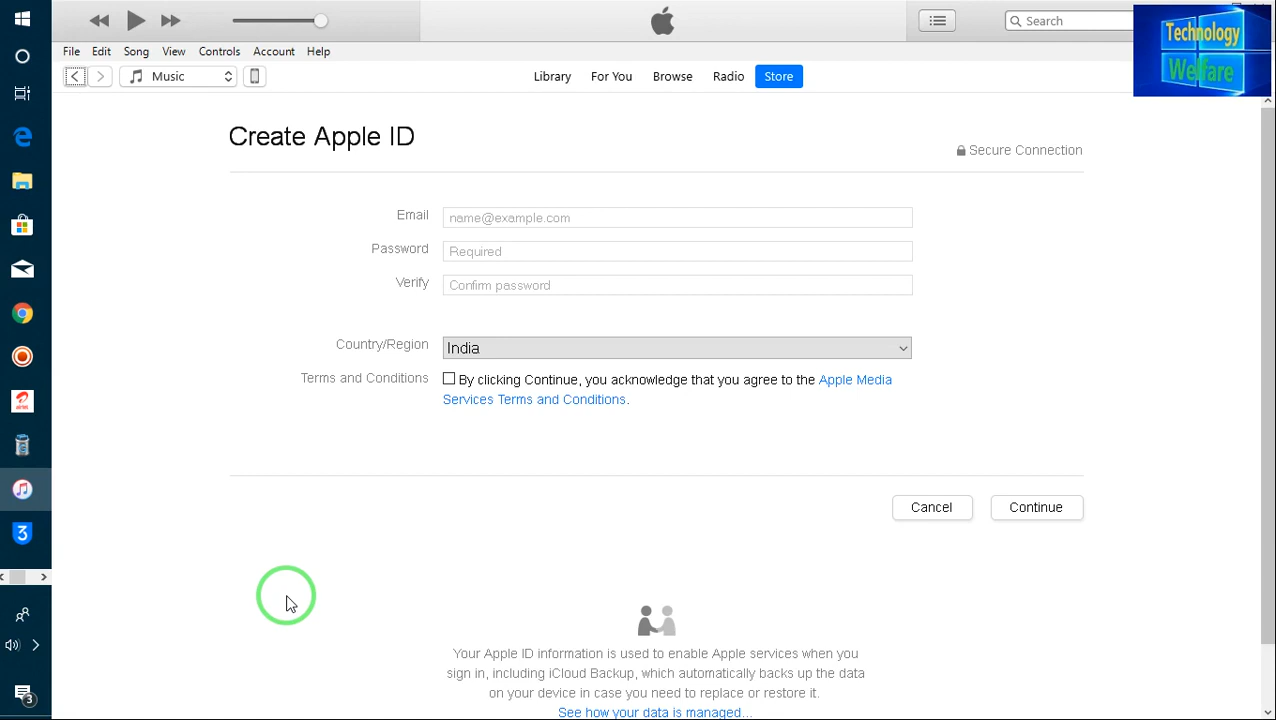 Search
Technology
Welfare
File Edit Song View Controls Account Help
Music
Library For You Browse Radio Store
Create Apple ID
Secure Connection
Email name@example.com
Password Required
Verify Confirm password
Country/Region India
Terms and Conditions By clicking Continue, you acknowledge that you agree to the Apple Media
Services Terms and Conditions.
Cancel Continue
airtel
3
3
Your Apple ID information is used to enable Apple services when you
sign in, including iCloud Backup, which automatically backs up the data
on your device in case you need to replace or restore it.
See how your data is managed...